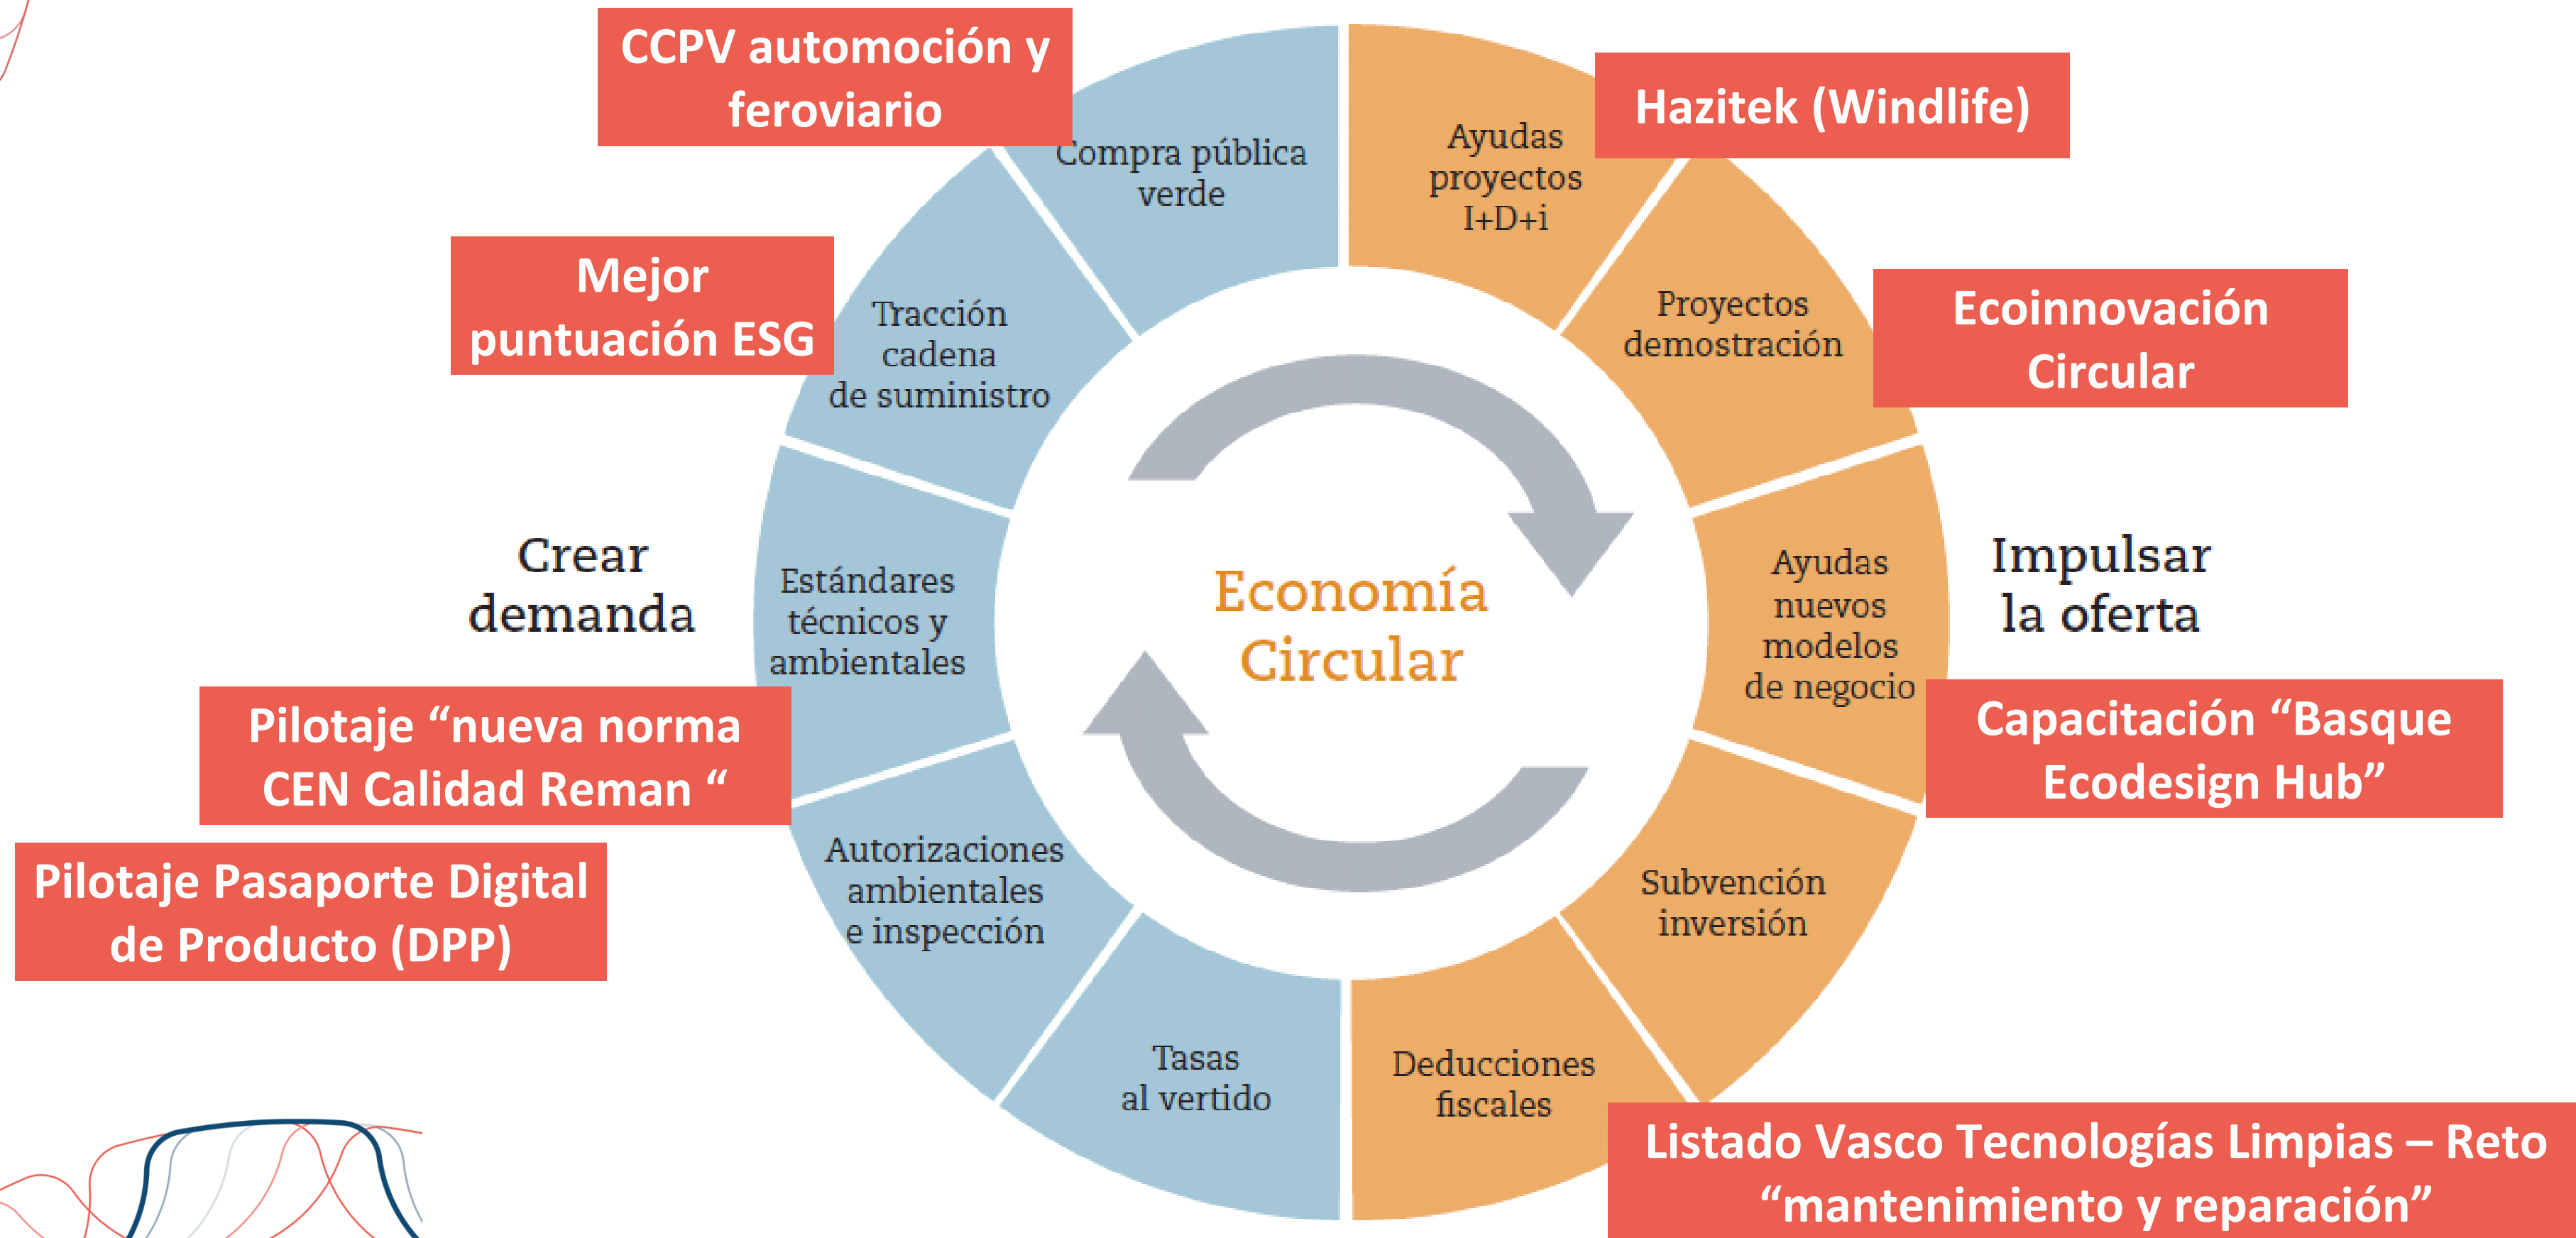 CCPV automoción y
feroviario
Hazitek (Windlife)
Compra pública
verde
Ayudas
proyectos
I+D+i
Mejor
puntuación ESG
Tracción
cadena
de suministro
Proyectos
demostración
Ecoinnovación
Circular
Crear
demanda
Estándares
técnicos y
ambientales
Economía
Circular
Ayudas
nuevos
modelos
de negocio
Impulsar
la oferta
Pilotaje “nueva norma
CEN Calidad Reman “
Capacitación “Basque
Ecodesign Hub”
Pilotaje Pasaporte Digital
de Producto (DPP)
Autorizaciones
ambientales
e inspección
Subvención
inversión
Tasas
al vertido
Deducciones
fiscales
Listado Vasco Tecnologías Limpias – Reto
“mantenimiento y reparación”